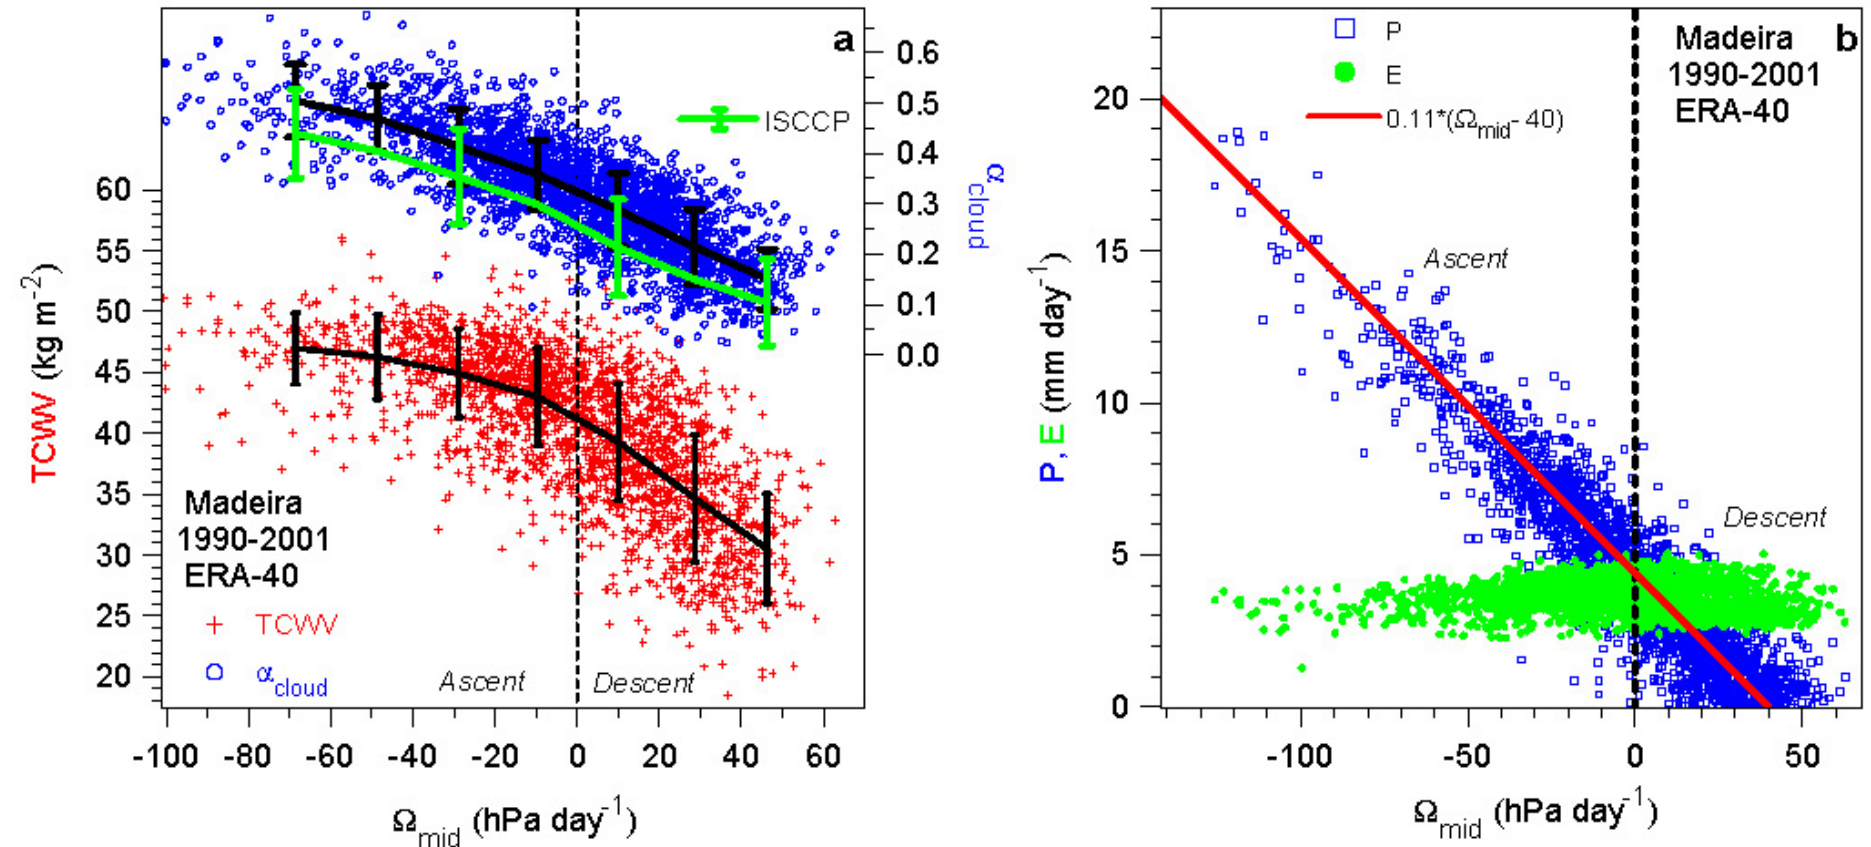 a
ISCCP
0.6
0.5
0.4
0.3
0.2
0.1
0.0
α_cloud
60
55
50
45
40
35
30
25
20
TCWV (kg m⁻²)
Madeira
1990-2001
ERA-40
TCWV
α_cloud
Ascent
Descent
-100 -80 -60 -40 -20 0 20 40 60
Ω_mid (hPa day⁻¹)
b
P
E
0.11*(Ω_mid- 40)
Madeira
1990-2001
ERA-40
20
15
10
5
0
P, E (mm day⁻¹)
Ascent
Descent
-100 -50 0 50
Ω_mid (hPa day⁻¹)